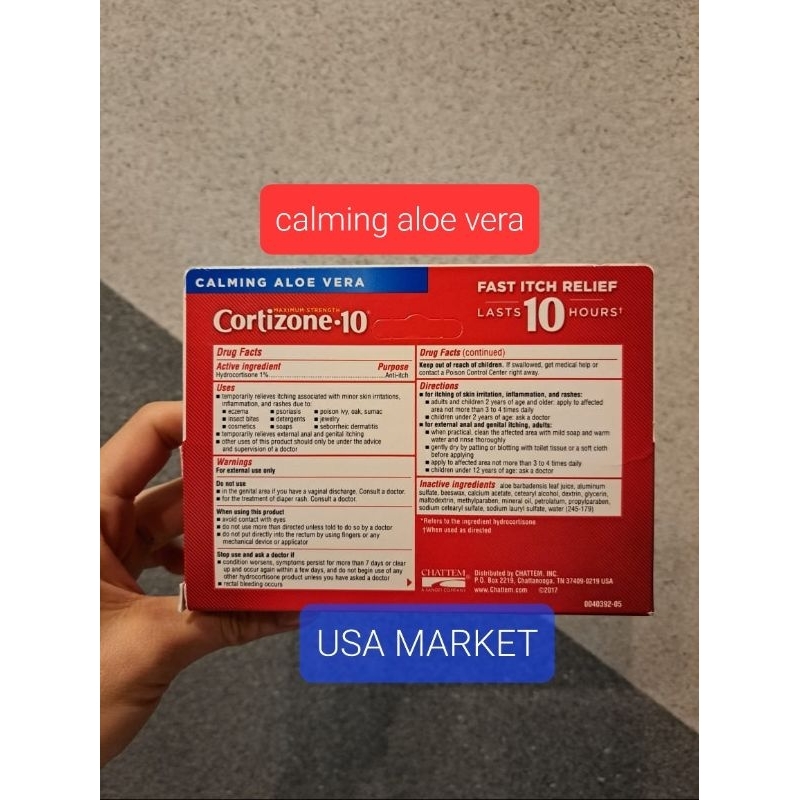 calming aloe vera
CALMING ALOE VERA
MAXIMUM STRENGTH
Cortizone•10®
FAST ITCH RELIEF
LASTS 10 HOURS†
Drug Facts
Active ingredient Purpose
Hydrocortisone 1%..........Anti-itch
Uses
■ temporarily relieves itching associated with minor skin irritations,
inflammation, and rashes due to:
■ eczema ■ psoriasis ■ poison ivy, oak, sumac
■ insect bites ■ detergents ■ jewelry
■ cosmetics ■ soaps ■ seborrheic dermatitis
■ temporarily relieves external anal and genital itching
■ other uses of this product should only be under the advice
and supervision of a doctor
Warnings
For external use only
Do not use
■ in the genital area if you have a vaginal discharge. Consult a doctor.
■ for the treatment of diaper rash. Consult a doctor.
When using this product
■ avoid contact with eyes
■ do not use more than directed unless told to do so by a doctor
■ do not put directly into the rectum by using fingers or any
mechanical device or applicator
Stop use and ask a doctor if
■ condition worsens, symptoms persist for more than 7 days or clear
up and occur again within a few days, and do not begin use of any
other hydrocortisone product unless you have asked a doctor
■ rectal bleeding occurs
Drug Facts (continued)
Keep out of reach of children. If swallowed, get medical help or
contact a Poison Control Center right away.
Directions
■ for itching of skin irritation, inflammation, and rashes:
■ adults and children 2 years of age and older: apply to affected
area not more than 3 to 4 times daily
■ children under 2 years of age: ask a doctor
■ for external anal and genital itching, adults:
■ when practical, clean the affected area with mild soap and warm
water and rinse thoroughly
■ gently dry by patting or blotting with toilet tissue or a soft cloth
before applying
■ apply to affected area not more than 3 to 4 times daily
■ children under 12 years of age: ask a doctor
Inactive ingredients aloe barbadensis leaf juice, aluminum
sulfate, beeswax, calcium acetate, cetearyl alcohol, dextrin, glycerin,
maltodextrin, methylparaben, mineral oil, petrolatum, propylparaben,
sodium cetearyl sulfate, sodium lauryl sulfate, water (245-179)
*Refers to the ingredient hydrocortisone
†When used as directed
CHATTEM
A SANOFI COMPANY
Distributed by CHATTEM, INC.
P.O. Box 2219, Chattanooga, TN 37409-0219 USA
www.Chattem.com ©2017
0040392-05
USA MARKET